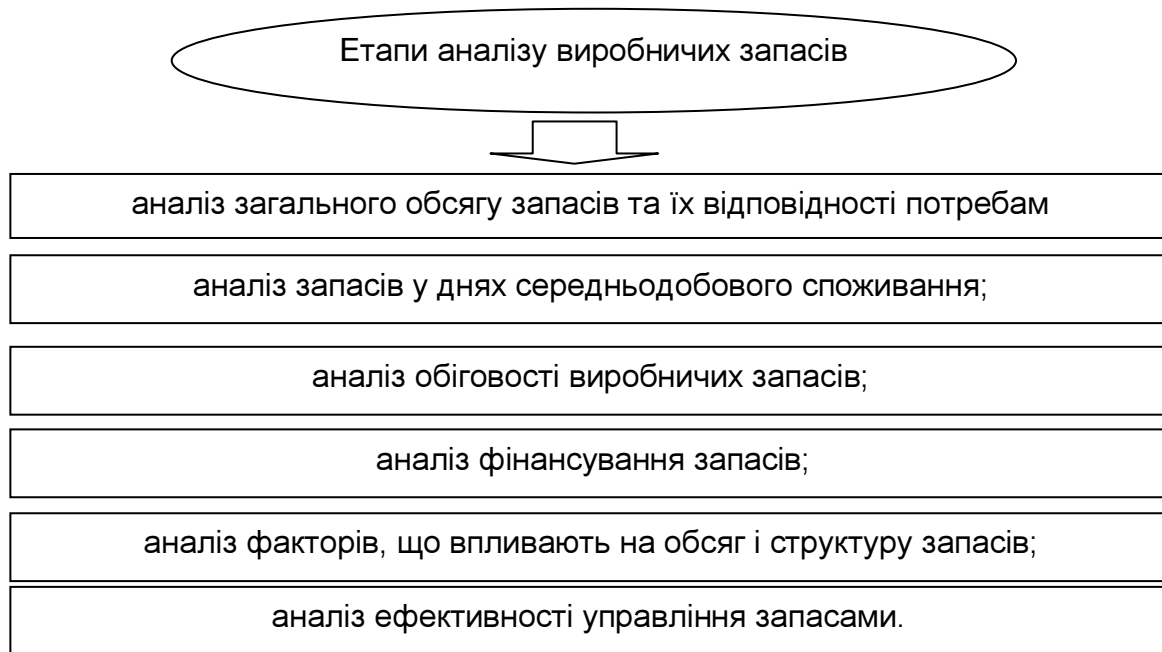 Етапи аналізу виробничих запасів
аналіз загального обсягу запасів та їх відповідності потребам
аналіз запасів у днях середньодобового споживання;
аналіз обіговості виробничих запасів;
аналіз фінансування запасів;
аналіз факторів, що впливають на обсяг і структуру запасів;
аналіз ефективності управління запасами.